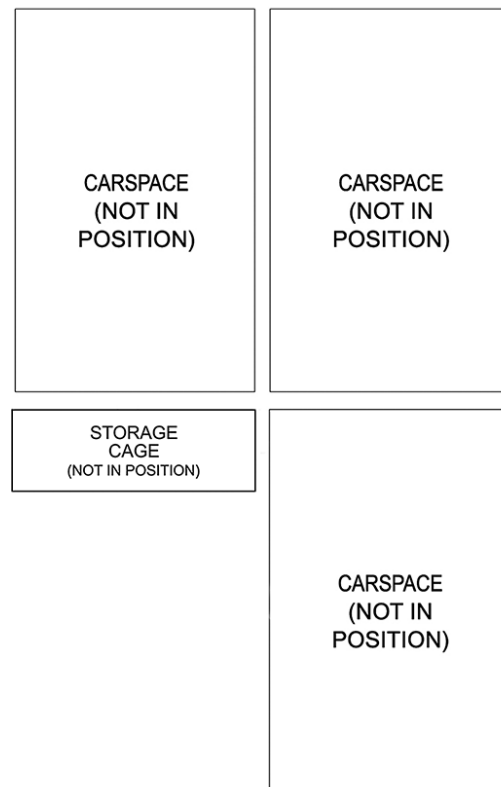 CARSPACE
(NOT IN
POSITION)
CARSPACE
(NOT IN
POSITION)
STORAGE
CAGE
(NOT IN POSITION)
CARSPACE
(NOT IN
POSITION)